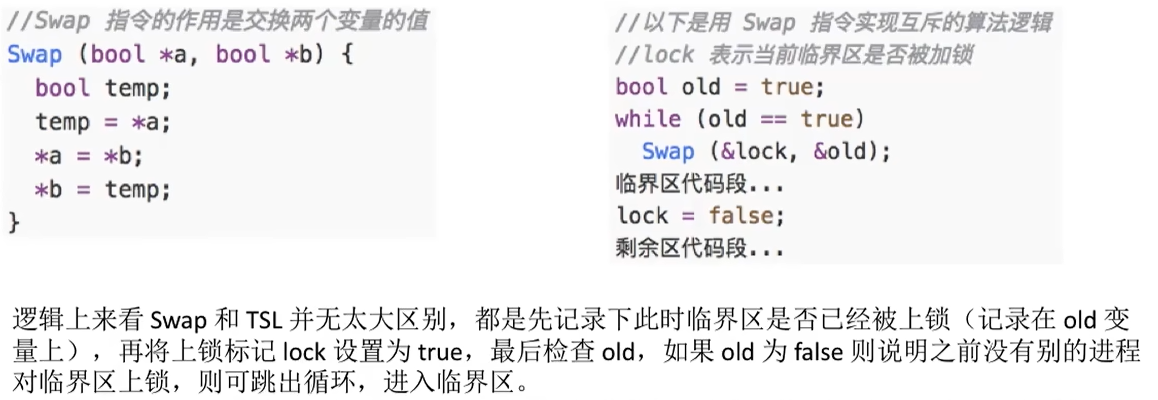 //Swap 指令的作用是交换两个变量的值
Swap (bool *a, bool *b) {
  bool temp;
  temp = *a;
  *a = *b;
  *b = temp;
}
//以下是用 Swap 指令实现互斥的算法逻辑
//lock 表示当前临界区是否被加锁
bool old = true;
while (old == true)
  Swap (&lock, &old);
临界区代码段...
lock = false;
剩余区代码段...
逻辑上来看 Swap 和 TSL 并无太大区别，都是先记录下此时临界区是否已经被上锁（记录在 old 变
量上），再将上锁标记 lock 设置为 true，最后检查 old，如果 old 为 false 则说明之前没有别的进程
对临界区上锁，则可跳出循环，进入临界区。